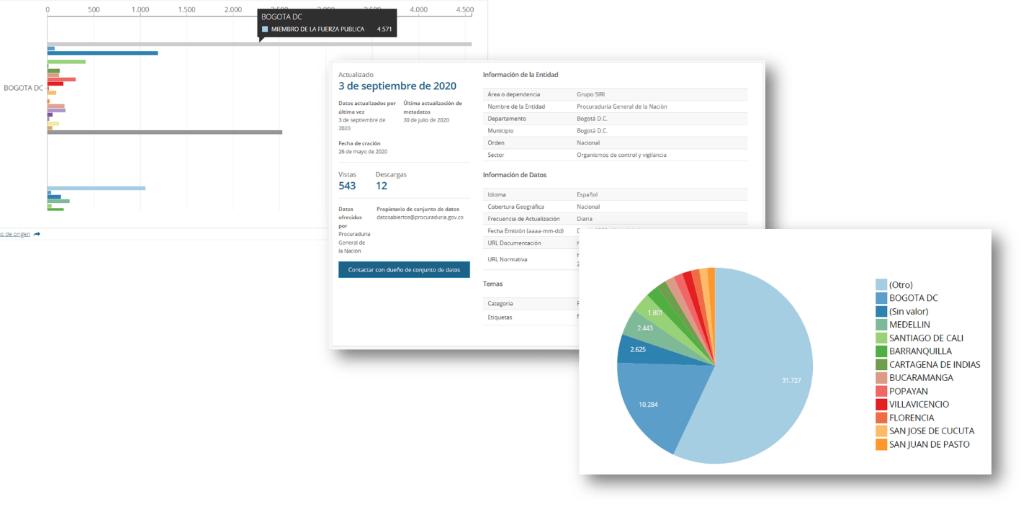 0 500 1.000 1.500 2.000 4.000 4.500
BOGOTA DC
MIEMBRO DE LA FUERZA PUBLICA 4.571
BOGOTA DC
de origen
Actualizado
3 de septiembre de 2020
Datos actualizados por última vez
3 de septiembre de 2020
Última actualización de metadatos
30 de julio de 2020
Fecha de cración
26 de mayo de 2020
Vistas
543
Descargas
12
Datos ofrecidos por
Procuraduria General de la Nacion
Propietario de conjunto de datos
datosabiertos@procuraduria.gov.co
Contactar con dueño de conjunto de datos
Información de la Entidad
Área o dependencia Grupo SIRI
Nombre de la Entidad Procuraduría General de la Nación
Departamento Bogotá D.C.
Municipio Bogotá D.C.
Orden Nacional
Sector Organismos de control y vigilancia
Información de Datos
Idioma Español
Cobertura Geográfica Nacional
Frecuencia de Actualización Diaria
Fecha Emisión (aaaa-mm-dd)
URL Documentación
URL Normativa
Temas
Categoría
Etiquetas
1.801
2.443
2.625
10.284
31.727
(Otro)
BOGOTA DC
(Sin valor)
MEDELLIN
SANTIAGO DE CALI
BARRANQUILLA
CARTAGENA DE INDIAS
BUCARAMANGA
POPAYAN
VILLAVICENCIO
FLORENCIA
SAN JOSE DE CUCUTA
SAN JUAN DE PASTO